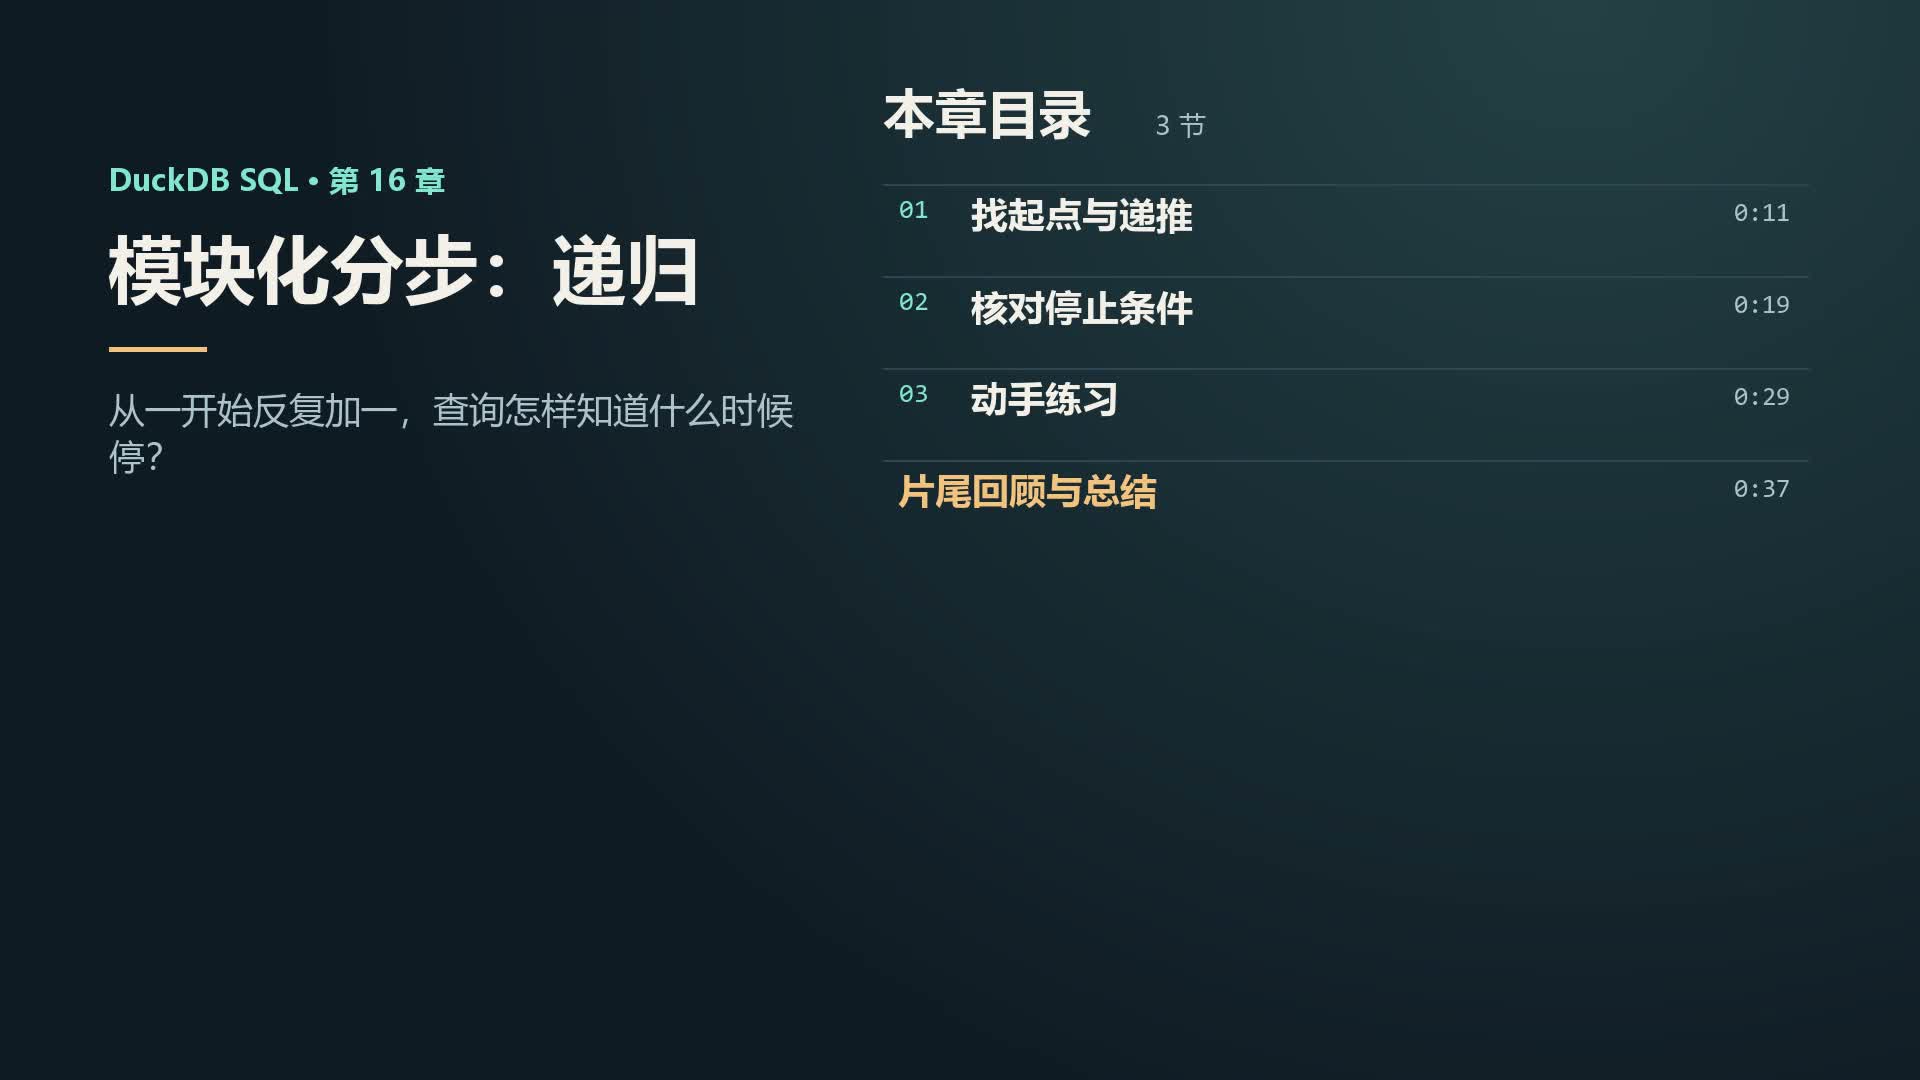 DuckDB SQL • 第 16 章
模块化分步：递归
从一开始反复加一，查询怎样知道什么时候
停？
本章目录 3 节
01 找起点与递推 0:11
02 核对停止条件 0:19
03 动手练习 0:29
片尾回顾与总结 0:37